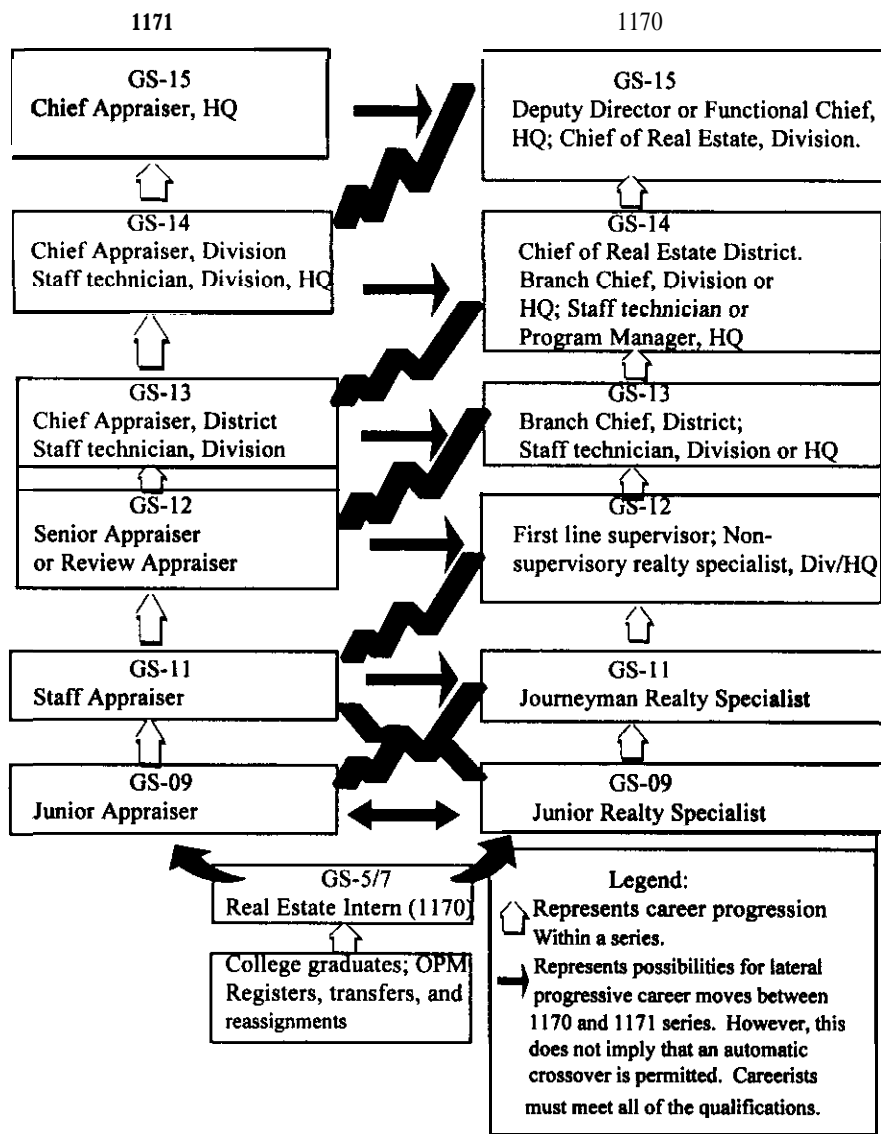 1171
1170
GS-15
Chief Appraiser, HQ
GS-15
Deputy Director or Functional Chief,
HQ; Chief of Real Estate, Division.
GS-14
Chief Appraiser, Division
Staff technician, Division, HQ
GS-14
Chief of Real Estate District.
Branch Chief, Division or
HQ; Staff technician or
Program Manager, HQ
GS-13
Chief Appraiser, District
Staff technician, Division
GS-13
Branch Chief, District;
Staff technician, Division or HQ
GS-12
Senior Appraiser
or Review Appraiser
GS-12
First line supervisor; Non-
supervisory realty specialist, Div/HQ
GS-11
Staff Appraiser
GS-11
Journeyman Realty Specialist
GS-09
Junior Appraiser
GS-09
Junior Realty Specialist
GS-5/7
Real Estate Intern (1170)
College graduates; OPM
Registers, transfers, and
reassignments
Legend:
Represents career progression
Within a series.
Represents possibilities for lateral
progressive career moves between
1170 and 1171 series. However, this
does not imply that an automatic
crossover is permitted. Careerists
must meet all of the qualifications.